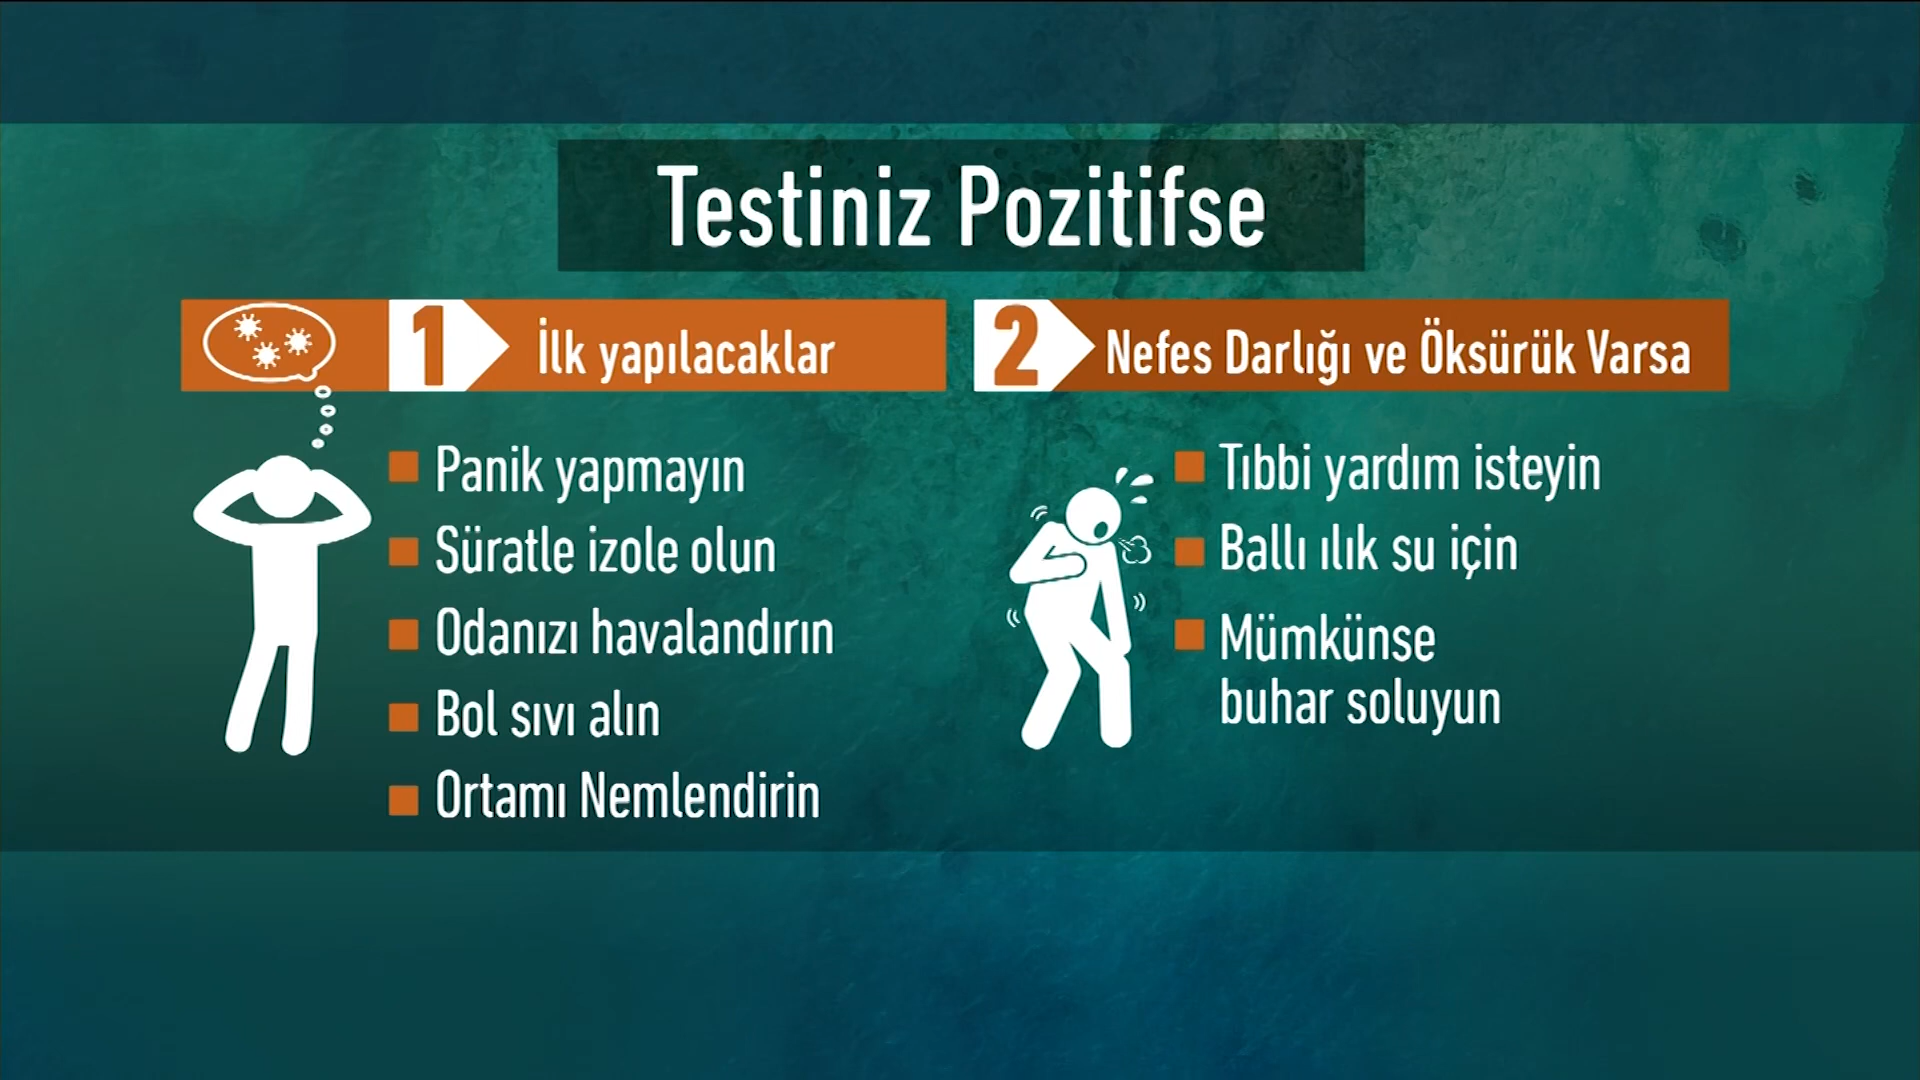 Testiniz Pozitifse
1 İlk yapılacaklar
Panik yapmayın
Süratle izole olun
Odanızı havalandırın
Bol sıvı alın
Ortamı Nemlendirin
2 Nefes Darlığı ve Öksürük Varsa
Tıbbi yardım isteyin
Ballı ılık su için
Mümkünse
buhar soluyun